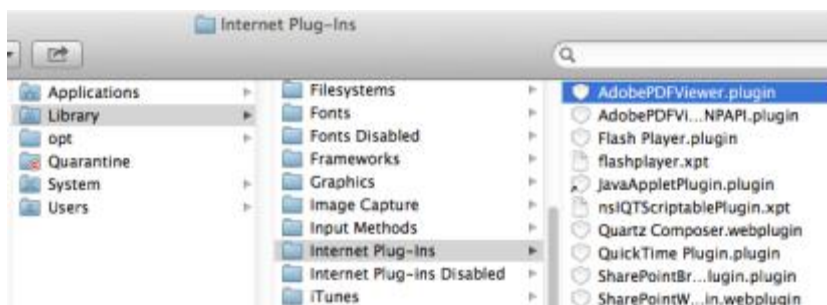 Internet Plug-Ins
Applications
Library
opt
Quarantine
System
Users
Filesystems
Fonts
Fonts Disabled
Frameworks
Graphics
Image Capture
Input Methods
Internet Plug-Ins
Internet Plug-ins Disabled
iTunes
AdobePDFViewer.plugin
AdobePDFVi...NPAPI.plugin
Flash Player.plugin
flashplayer.xpt
JavaAppletPlugin.plugin
nsIQTScriptablePlugin.xpt
Quartz Composer.webplugin
QuickTime Plugin.plugin
SharePointBr...lugin.plugin
SharePointW...in.webplugin